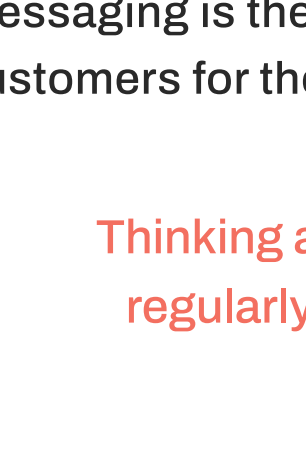 essaging is the
ustomers for the
Thinking a
regularly